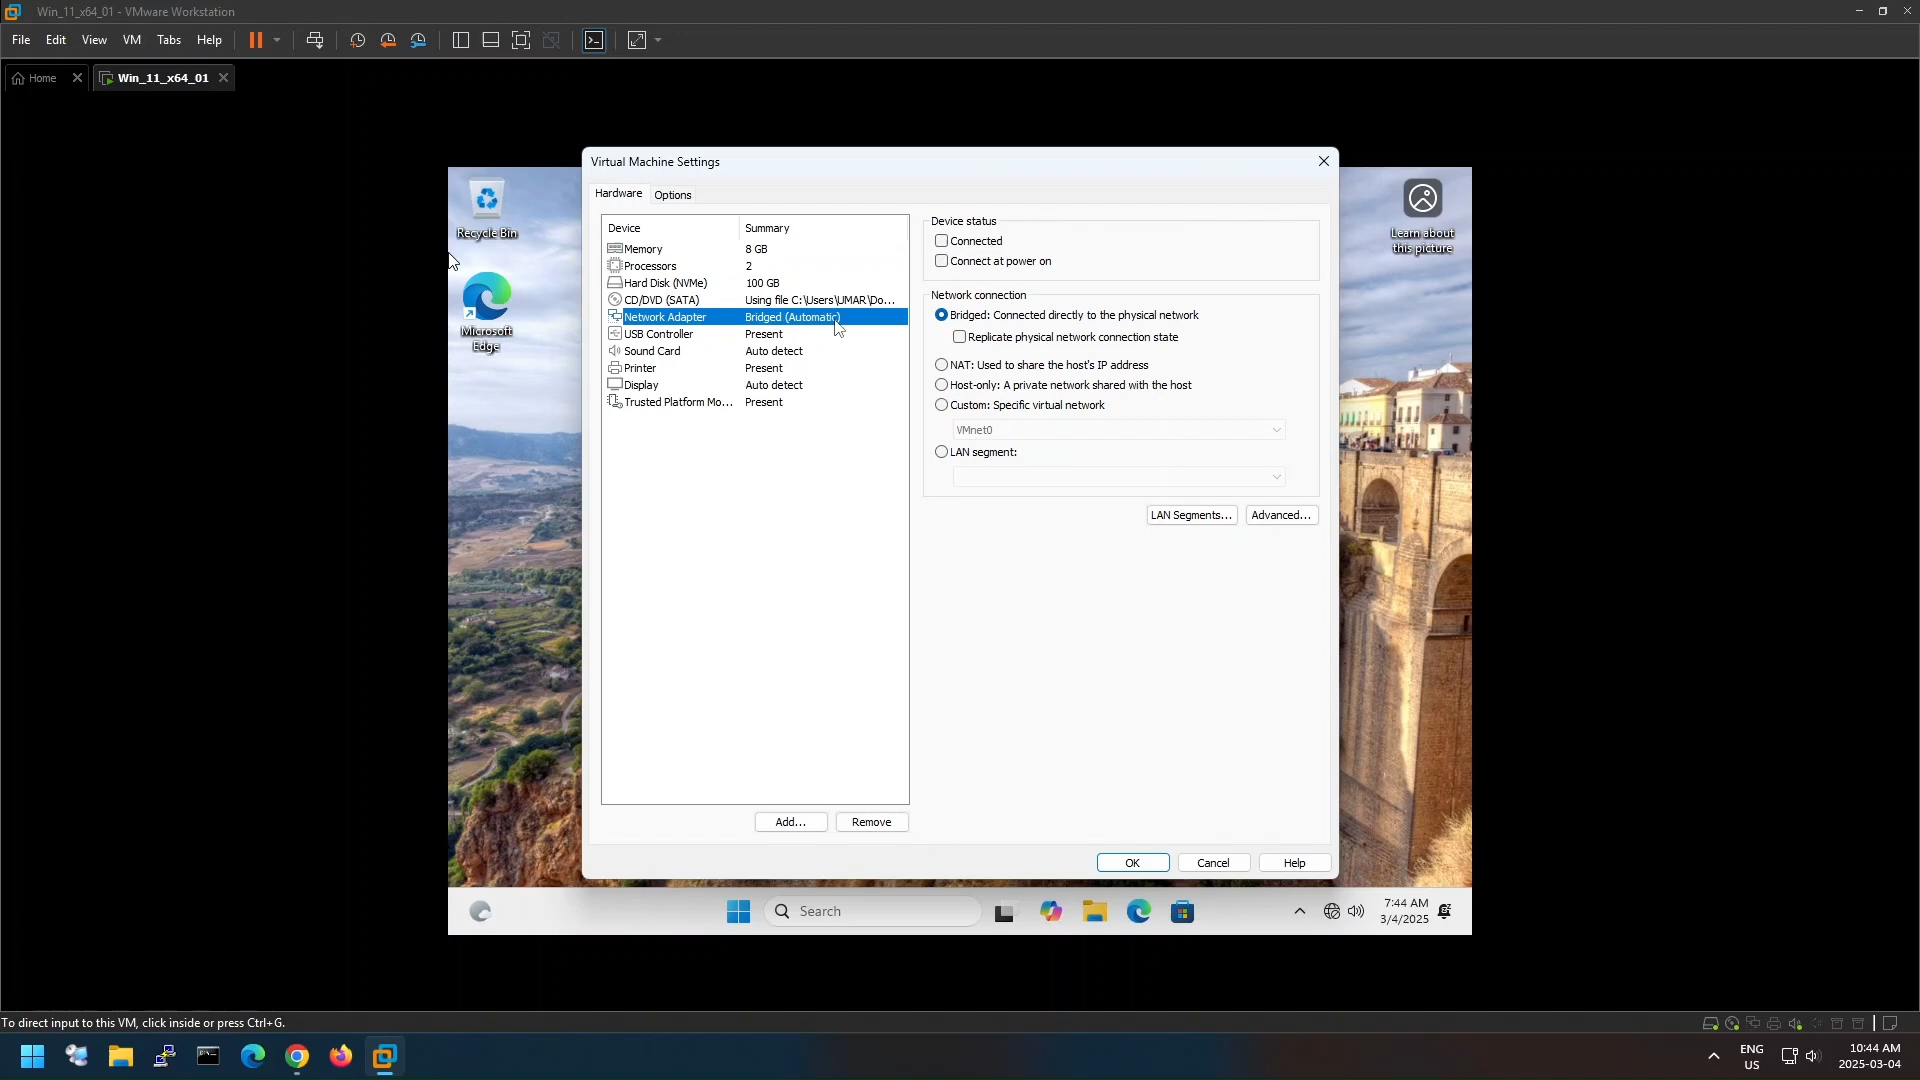 Win_11_x64_01 - VMware Workstation
File Edit View VM Tabs Help
Home
Win_11_x64_01
Virtual Machine Settings
Hardware Options
Device Summary
Memory 8 GB
Processors 2
Hard Disk (NVMe) 100 GB
CD/DVD (SATA) Using file C:\Users\UMAR\Do...
Network Adapter Bridged (Automatic)
USB Controller Present
Sound Card Auto detect
Printer Present
Display Auto detect
Trusted Platform Mo... Present
Add... Remove
Device status
Connected
Connect at power on
Network connection
Bridged: Connected directly to the physical network
Replicate physical network connection state
NAT: Used to share the host's IP address
Host-only: A private network shared with the host
Custom: Specific virtual network
VMnet0
LAN segment:
LAN Segments... Advanced...
OK Cancel Help
Recycle Bin
Microsoft
Edge
Learn about
this picture
Search
7:44 AM
3/4/2025
To direct input to this VM, click inside or press Ctrl+G.
ENG
US
10:44 AM
2025-03-04